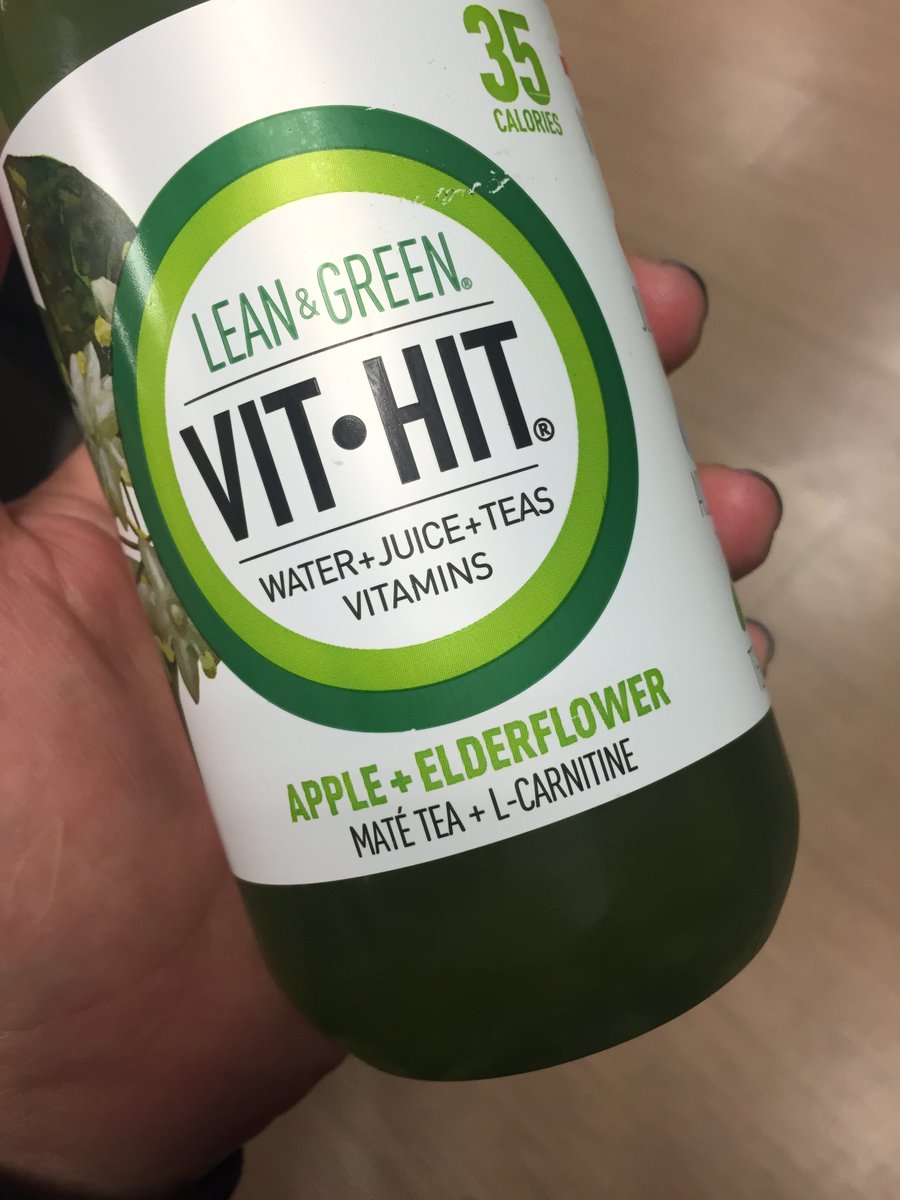 35
CALORIES
LEAN & GREEN®
VIT•HIT®
WATER+JUICE+TEAS
VITAMINS
APPLE + ELDERFLOWER
MATÉ TEA + L-CARNITINE